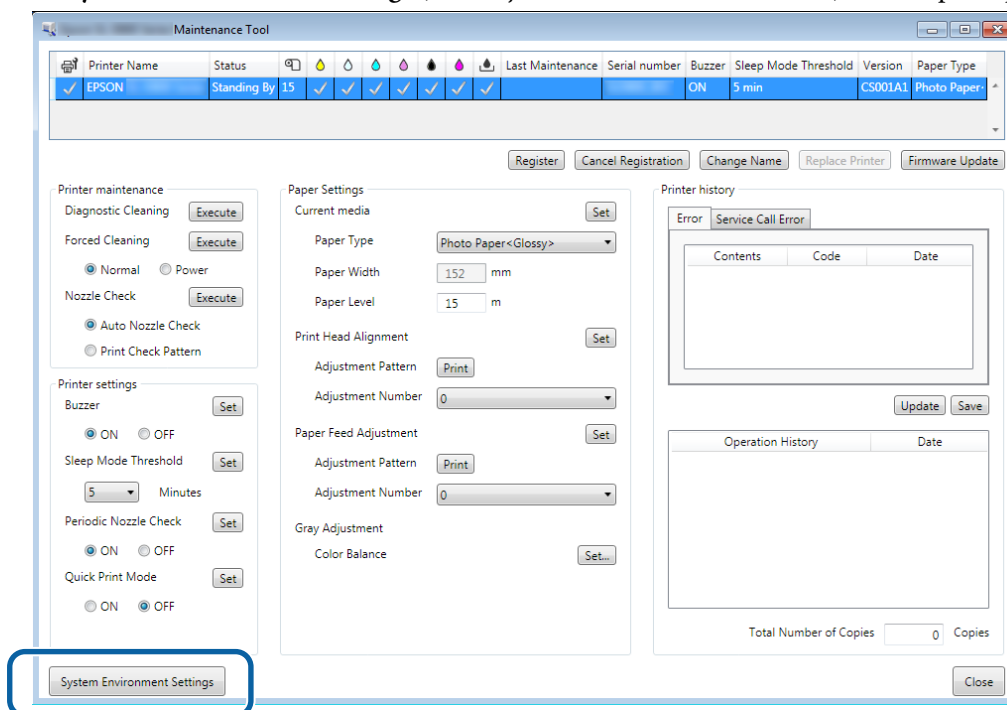 Maintenance Tool
Printer Name Status Last Maintenance Serial number Buzzer Sleep Mode Threshold Version Paper Type
EPSON Standing By 15 ON 5 min CS001A1 Photo Paper
Register Cancel Registration Change Name Replace Printer Firmware Update
Printer maintenance
Diagnostic Cleaning Execute
Forced Cleaning Execute
Normal Power
Nozzle Check Execute
Auto Nozzle Check
Print Check Pattern
Printer settings
Buzzer Set
ON OFF
Sleep Mode Threshold Set
5 Minutes
Periodic Nozzle Check Set
ON OFF
Quick Print Mode Set
ON OFF
Paper Settings
Current media Set
Paper Type Photo Paper<Glossy>
Paper Width 152 mm
Paper Level 15 m
Print Head Alignment Set
Adjustment Pattern Print
Adjustment Number 0
Paper Feed Adjustment Set
Adjustment Pattern Print
Adjustment Number 0
Gray Adjustment
Color Balance Set...
Printer history
Error Service Call Error
Contents Code Date
Update Save
Operation History Date
Total Number of Copies 0 Copies
System Environment Settings Close